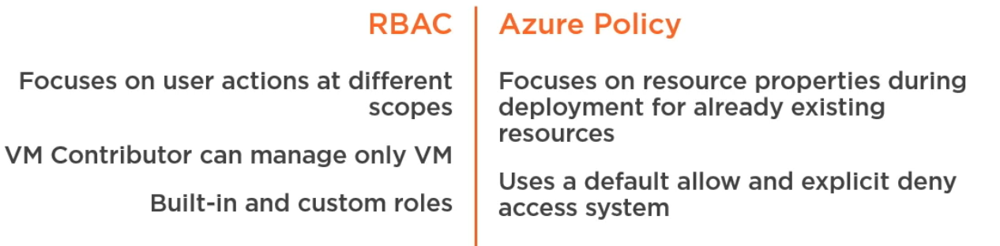 RBAC
Focuses on user actions at different
scopes
VM Contributor can manage only VM
Built-in and custom roles
Azure Policy
Focuses on resource properties during
deployment for already existing
resources
Uses a default allow and explicit deny
access system